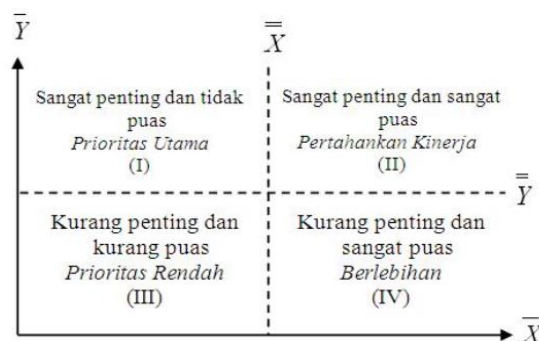 Y̅
X̿
Sangat penting dan tidak
puas
Prioritas Utama
(I)
Sangat penting dan sangat
puas
Pertahankan Kinerja
(II)
Y̿
Kurang penting dan
kurang puas
Prioritas Rendah
(III)
Kurang penting dan
sangat puas
Berlebihan
(IV)
X̅